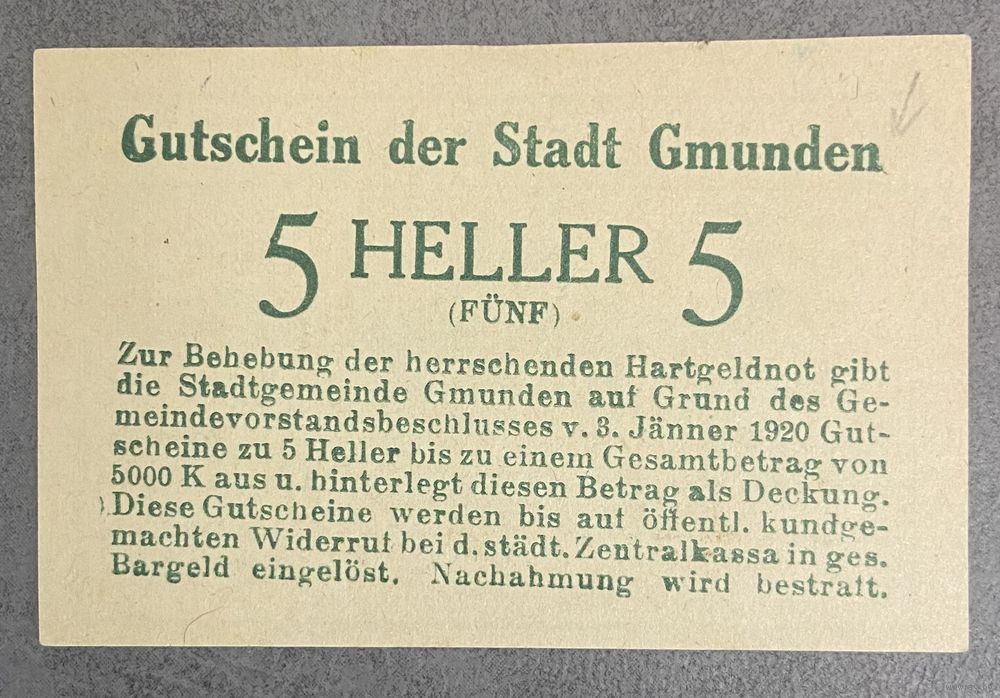 Gutschein der Stadt Gmunden
5 HELLER 5
(FÜNF)
Zur Behebung der herrschenden Hartgeldnot gibt
die Stadtgemeinde Gmunden auf Grund des Ge-
meindevorstandsbeschlusses v. 3. Jänner 1920 Gut-
scheine zu 5 Heller bis zu einem Gesamtbetrag von
5000 K aus u. hinterlegt diesen Betrag als Deckung.
Diese Gutscheine werden bis auf öffentl. kundge-
machten Widerruf bei d. städt. Zentralkassa in ges.
Bargeld eingelöst. Nachahmung wird bestraft.